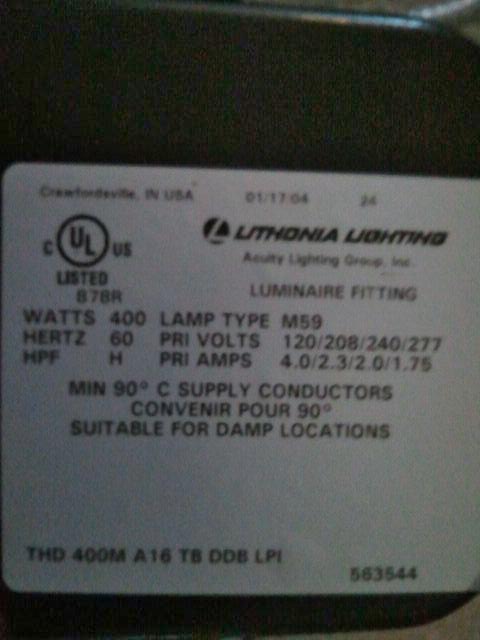 Crawfordsville, IN USA 01/17/04 24
C UL US LITHONIA LIGHTING
LISTED Acuity Lighting Group, Inc.
878R LUMINAIRE FITTING
WATTS 400 LAMP TYPE M59
HERTZ 60 PRI VOLTS 120/208/240/277
HPF H PRI AMPS 4.0/2.3/2.0/1.75
MIN 90° C SUPPLY CONDUCTORS
CONVENIR POUR 90°
SUITABLE FOR DAMP LOCATIONS
THD 400M A16 TB DDB LPI
563544